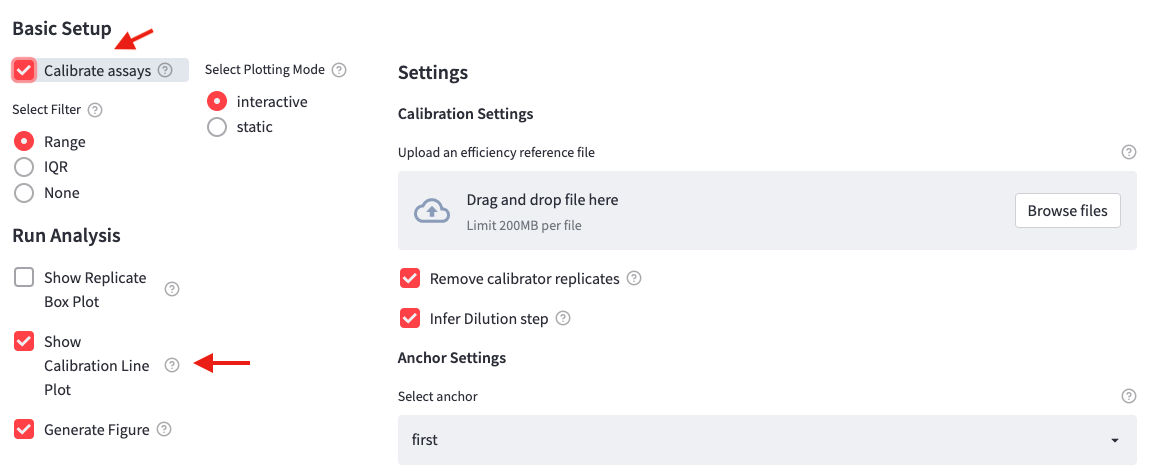 Basic Setup
Calibrate assays
Select Filter
Range
IQR
None
Run Analysis
Show Replicate
Box Plot
Show
Calibration Line
Plot
Generate Figure
Select Plotting Mode
interactive
static
Settings
Calibration Settings
Upload an efficiency reference file
Drag and drop file here
Limit 200MB per file
Browse files
Remove calibrator replicates
Infer Dilution step
Anchor Settings
Select anchor
first